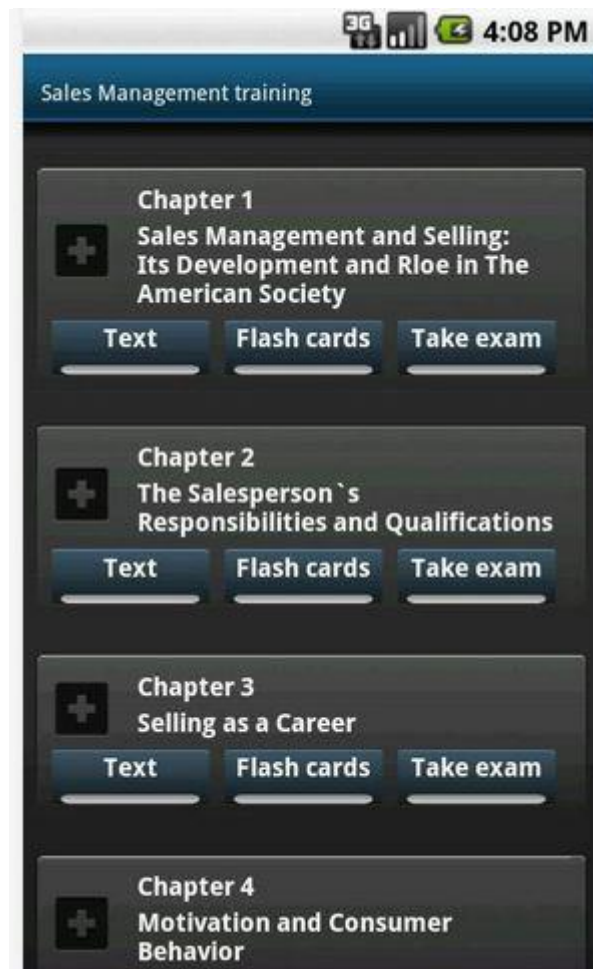 3G 4:08 PM
Sales Management training
Chapter 1
Sales Management and Selling:
Its Development and Rloe in The
American Society
Text Flash cards Take exam
Chapter 2
The Salesperson`s
Responsibilities and Qualifications
Text Flash cards Take exam
Chapter 3
Selling as a Career
Text Flash cards Take exam
Chapter 4
Motivation and Consumer
Behavior